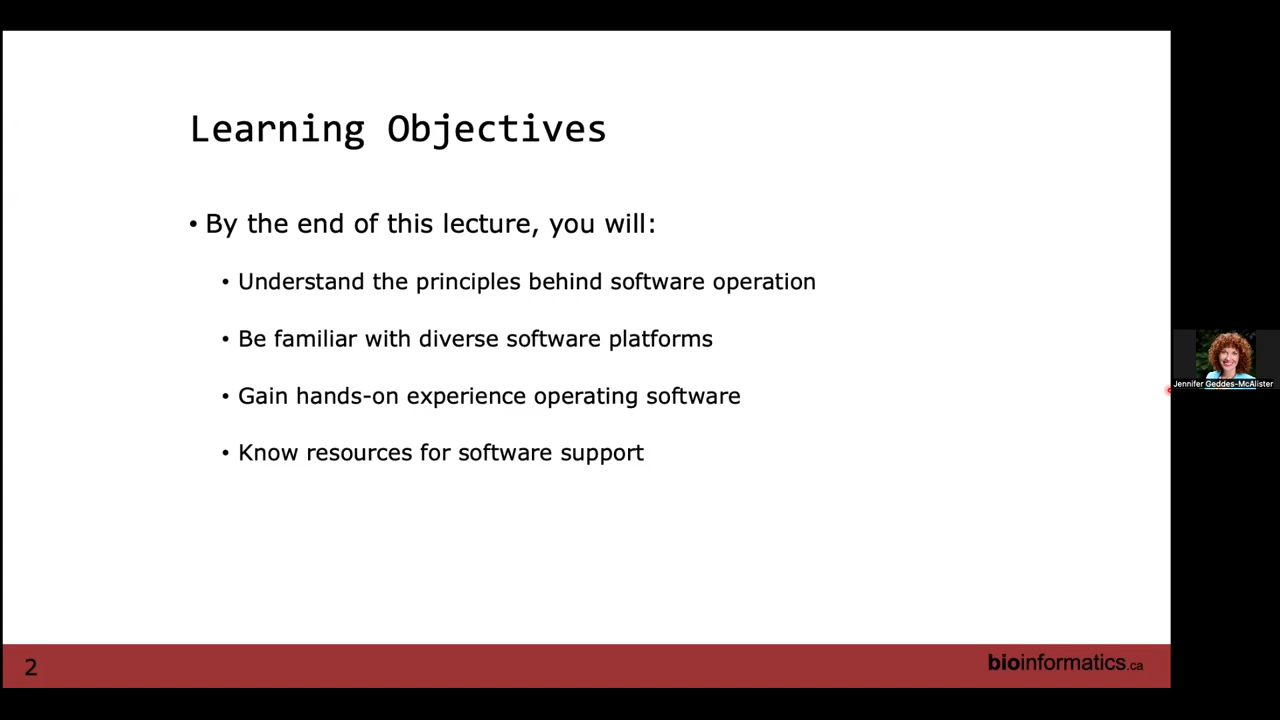 Learning Objectives
• By the end of this lecture, you will:
• Understand the principles behind software operation
• Be familiar with diverse software platforms
• Gain hands-on experience operating software
• Know resources for software support
Jennifer Geddes-McAlister
2
bioinformatics.ca